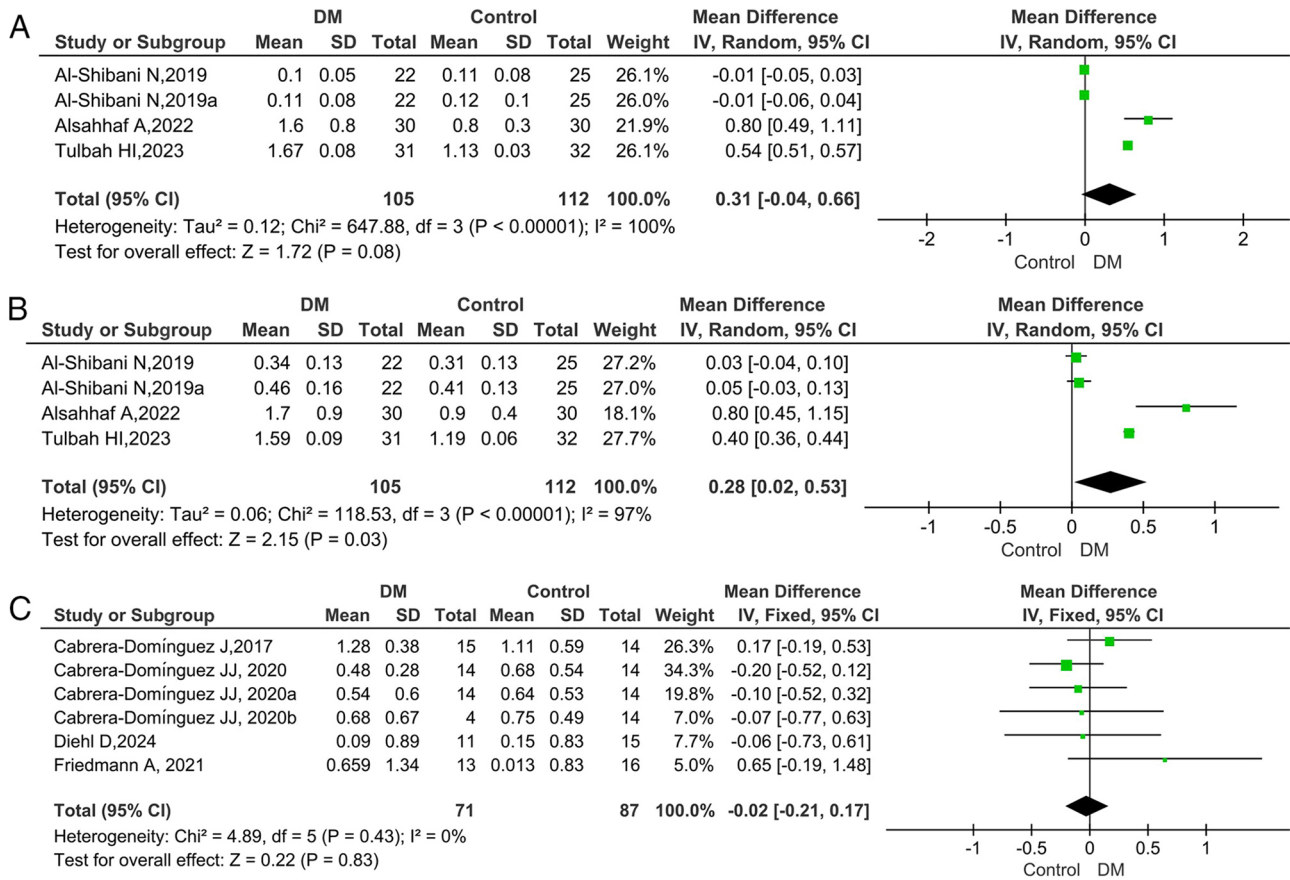 A
DM Control Mean Difference Mean Difference
Study or Subgroup Mean SD Total Mean SD Total Weight IV, Random, 95% CI IV, Random, 95% CI
Al-Shibani N,2019 0.1 0.05 22 0.11 0.08 25 26.1% -0.01 [-0.05, 0.03]
Al-Shibani N,2019a 0.11 0.08 22 0.12 0.1 25 26.0% -0.01 [-0.06, 0.04]
Alsahhaf A,2022 1.6 0.8 30 0.8 0.3 30 21.9% 0.80 [0.49, 1.11]
Tulbah HI,2023 1.67 0.08 31 1.13 0.03 32 26.1% 0.54 [0.51, 0.57]
Total (95% CI) 105 112 100.0% 0.31 [-0.04, 0.66]
Heterogeneity: Tau² = 0.12; Chi² = 647.88, df = 3 (P < 0.00001); I² = 100%
Test for overall effect: Z = 1.72 (P = 0.08)
-2 -1 0 1 2
Control DM
B
DM Control Mean Difference Mean Difference
Study or Subgroup Mean SD Total Mean SD Total Weight IV, Random, 95% CI IV, Random, 95% CI
Al-Shibani N,2019 0.34 0.13 22 0.31 0.13 25 27.2% 0.03 [-0.04, 0.10]
Al-Shibani N,2019a 0.46 0.16 22 0.41 0.13 25 27.0% 0.05 [-0.03, 0.13]
Alsahhaf A,2022 1.7 0.9 30 0.9 0.4 30 18.1% 0.80 [0.45, 1.15]
Tulbah HI,2023 1.59 0.09 31 1.19 0.06 32 27.7% 0.40 [0.36, 0.44]
Total (95% CI) 105 112 100.0% 0.28 [0.02, 0.53]
Heterogeneity: Tau² = 0.06; Chi² = 118.53, df = 3 (P < 0.00001); I² = 97%
Test for overall effect: Z = 2.15 (P = 0.03)
-1 -0.5 0 0.5 1
Control DM
C
DM Control Mean Difference Mean Difference
Study or Subgroup Mean SD Total Mean SD Total Weight IV, Fixed, 95% CI IV, Fixed, 95% CI
Cabrera-Domínguez J,2017 1.28 0.38 15 1.11 0.59 14 26.3% 0.17 [-0.19, 0.53]
Cabrera-Domínguez JJ, 2020 0.48 0.28 14 0.68 0.54 14 34.3% -0.20 [-0.52, 0.12]
Cabrera-Domínguez JJ, 2020a 0.54 0.6 14 0.64 0.53 14 19.8% -0.10 [-0.52, 0.32]
Cabrera-Domínguez JJ, 2020b 0.68 0.67 4 0.75 0.49 14 7.0% -0.07 [-0.77, 0.63]
Diehl D,2024 0.09 0.89 11 0.15 0.83 15 7.7% -0.06 [-0.73, 0.61]
Friedmann A, 2021 0.659 1.34 13 0.013 0.83 16 5.0% 0.65 [-0.19, 1.48]
Total (95% CI) 71 87 100.0% -0.02 [-0.21, 0.17]
Heterogeneity: Chi² = 4.89, df = 5 (P = 0.43); I² = 0%
Test for overall effect: Z = 0.22 (P = 0.83)
-1 -0.5 0 0.5 1
Control DM